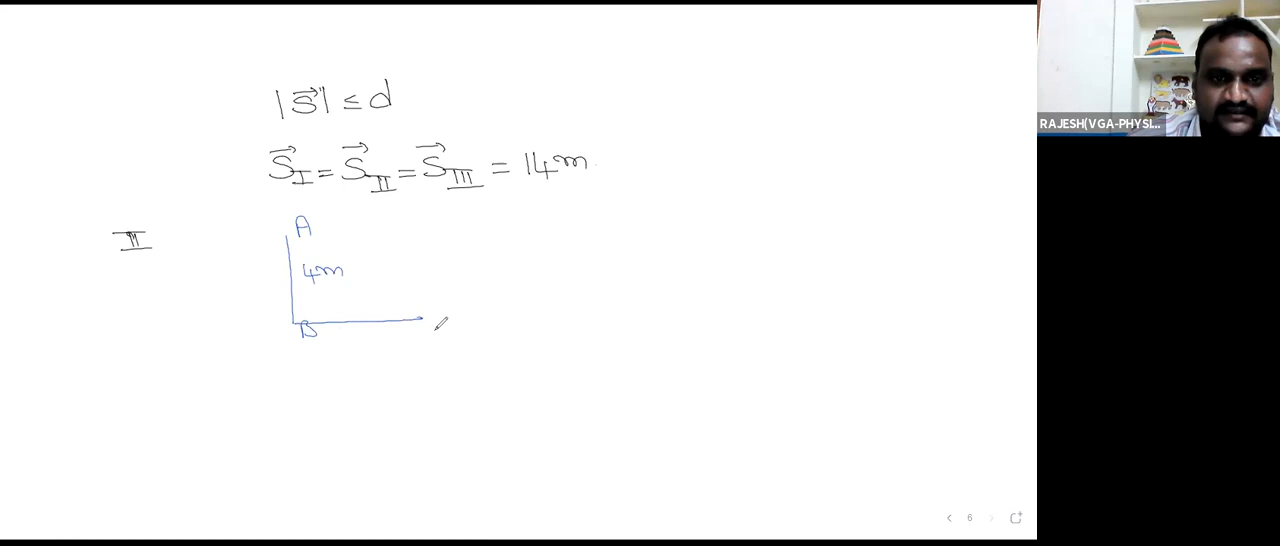 |S⃗| ≤ d
S⃗_I = S⃗_II = S⃗_III = 14m
II
A
4m
B
RAJESH(VGA-PHYSI...
6